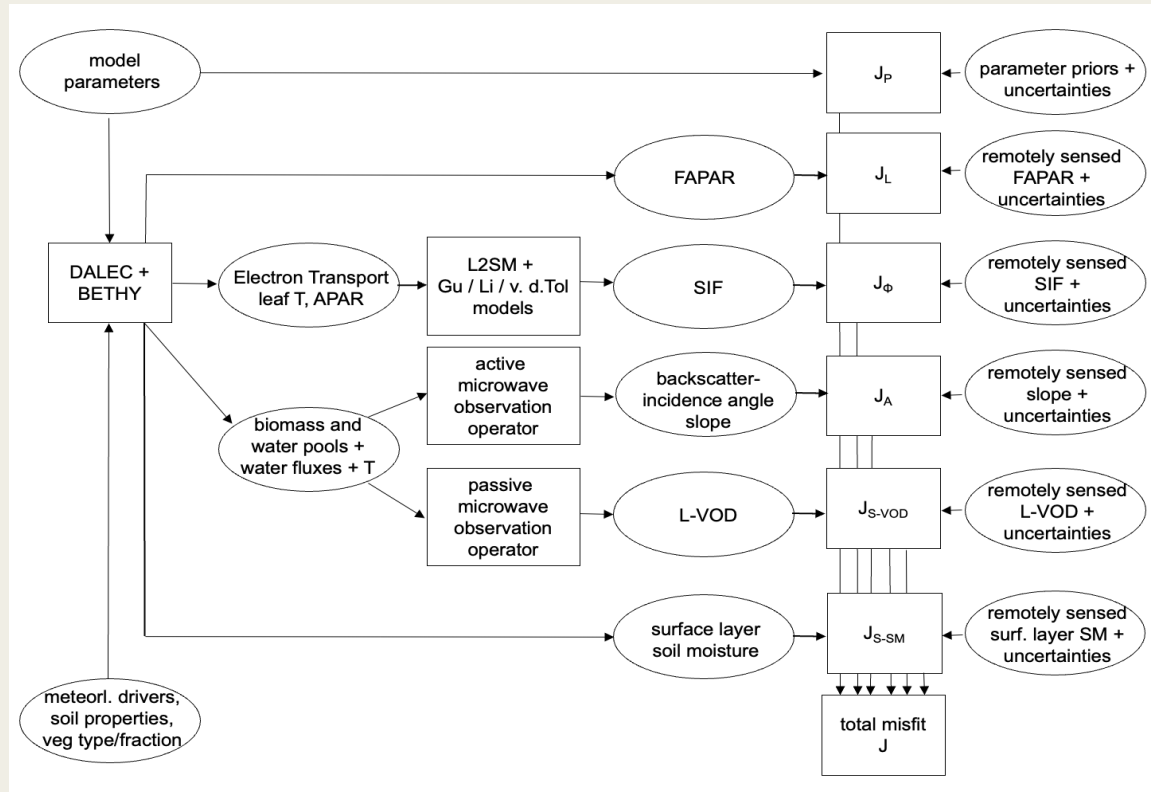 model
parameters
J_P
parameter priors +
uncertainties
FAPAR
J_L
remotely sensed
FAPAR +
uncertainties
DALEC +
BETHY
Electron Transport
leaf T, APAR
L2SM +
Gu / Li / v. d.Tol
models
SIF
J_Φ
remotely sensed
SIF +
uncertainties
active
microwave
observation
operator
backscatter-
incidence angle
slope
J_A
remotely sensed
slope +
uncertainties
biomass and
water pools +
water fluxes + T
passive
microwave
observation
operator
L-VOD
J_S-VOD
remotely sensed
L-VOD +
uncertainties
surface layer
soil moisture
J_S-SM
remotely sensed
surf. layer SM +
uncertainties
meteorl. drivers,
soil properties,
veg type/fraction
total misfit
J